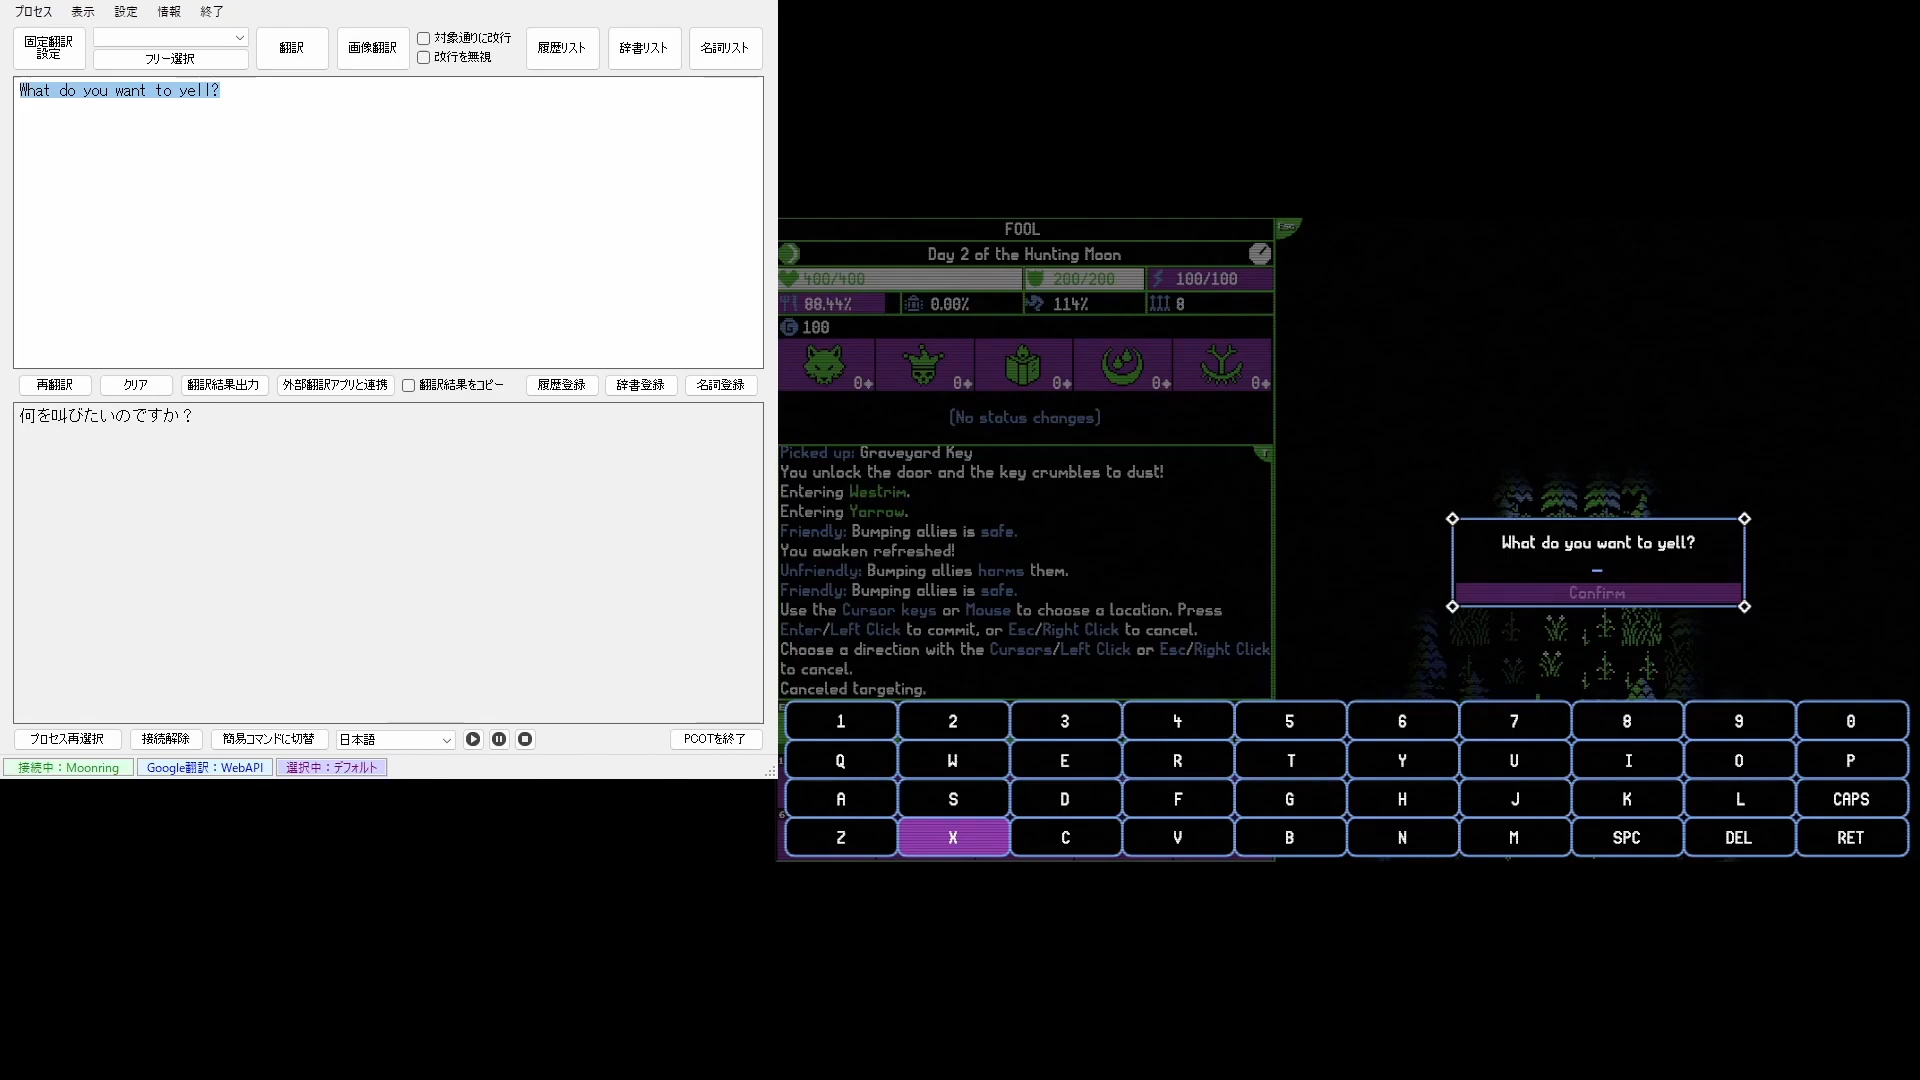 プロセス 表示 設定 情報 終了
固定翻訳
設定
フリー選択
翻訳
画像翻訳
対象通りに改行
改行を無視
履歴リスト
辞書リスト
名詞リスト
What do you want to yell?
再翻訳
クリア
翻訳結果出力
外部翻訳アプリと連携
翻訳結果をコピー
履歴登録
辞書登録
名詞登録
何を叫びたいのですか？
プロセス再選択
接続解除
簡易コマンドに切替
日本語
PCOTを終了
接続中：Moonring
Google翻訳：WebAPI
選択中：デフォルト
FOOL
Esc
Day 2 of the Hunting Moon
400/400 200/200 100/100
88.44% 0.00% 114% 8
100
0+ 0+ 0+ 0+ 0+
(No status changes)
Picked up: Graveyard Key
You unlock the door and the key crumbles to dust!
Entering Westrim.
Entering Yarrow.
Friendly: Bumping allies is safe.
You awaken refreshed!
Unfriendly: Bumping allies harms them.
Friendly: Bumping allies is safe.
Use the Cursor keys or Mouse to choose a location. Press
Enter/Left Click to commit, or Esc/Right Click to cancel.
Choose a direction with the Cursors/Left Click or Esc/Right Click
to cancel.
Canceled targeting.
What do you want to yell?
Confirm
1 2 3 4 5 6 7 8 9 0
Q W E R T Y U I O P
A S D F G H J K L CAPS
Z X C V B N M SPC DEL RET